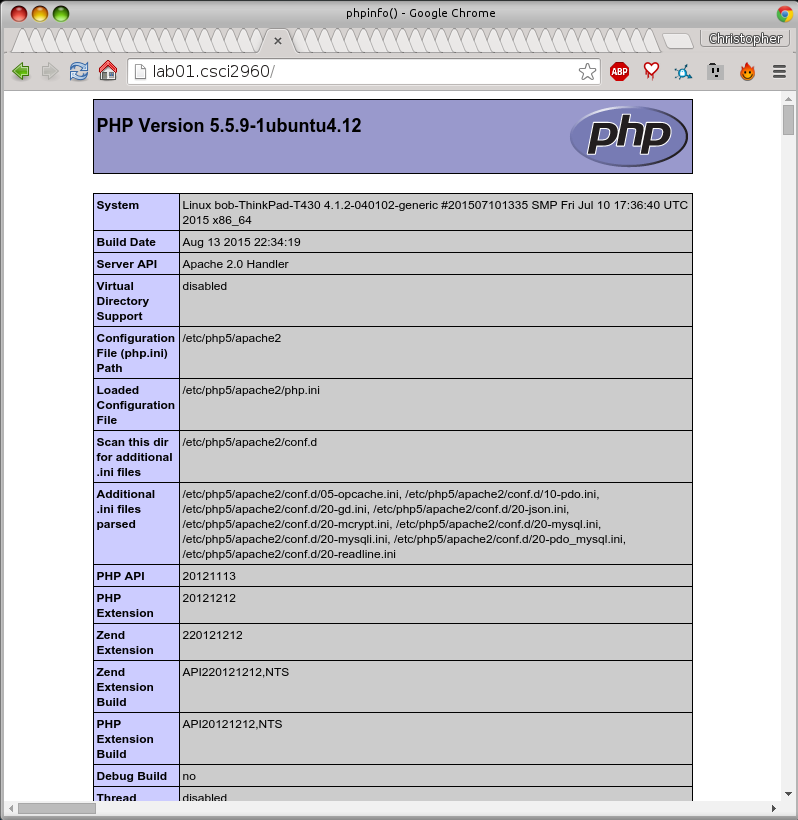 phpinfo() - Google Chrome
Christopher
lab01.csci2960/
ABP
PHP Version 5.5.9-1ubuntu4.12
php
System
Linux bob-ThinkPad-T430 4.1.2-040102-generic #201507101335 SMP Fri Jul 10 17:36:40 UTC
2015 x86_64
Build Date
Aug 13 2015 22:34:19
Server API
Apache 2.0 Handler
Virtual
Directory
Support
disabled
Configuration
File (php.ini)
Path
/etc/php5/apache2
Loaded
Configuration
File
/etc/php5/apache2/php.ini
Scan this dir
for additional
.ini files
/etc/php5/apache2/conf.d
Additional
.ini files
parsed
/etc/php5/apache2/conf.d/05-opcache.ini, /etc/php5/apache2/conf.d/10-pdo.ini,
/etc/php5/apache2/conf.d/20-gd.ini, /etc/php5/apache2/conf.d/20-json.ini,
/etc/php5/apache2/conf.d/20-mcrypt.ini, /etc/php5/apache2/conf.d/20-mysql.ini,
/etc/php5/apache2/conf.d/20-mysqli.ini, /etc/php5/apache2/conf.d/20-pdo_mysql.ini,
/etc/php5/apache2/conf.d/20-readline.ini
PHP API
20121113
PHP
Extension
20121212
Zend
Extension
220121212
Zend
Extension
Build
API220121212,NTS
PHP
Extension
Build
API20121212,NTS
Debug Build
no
Thread
disabled